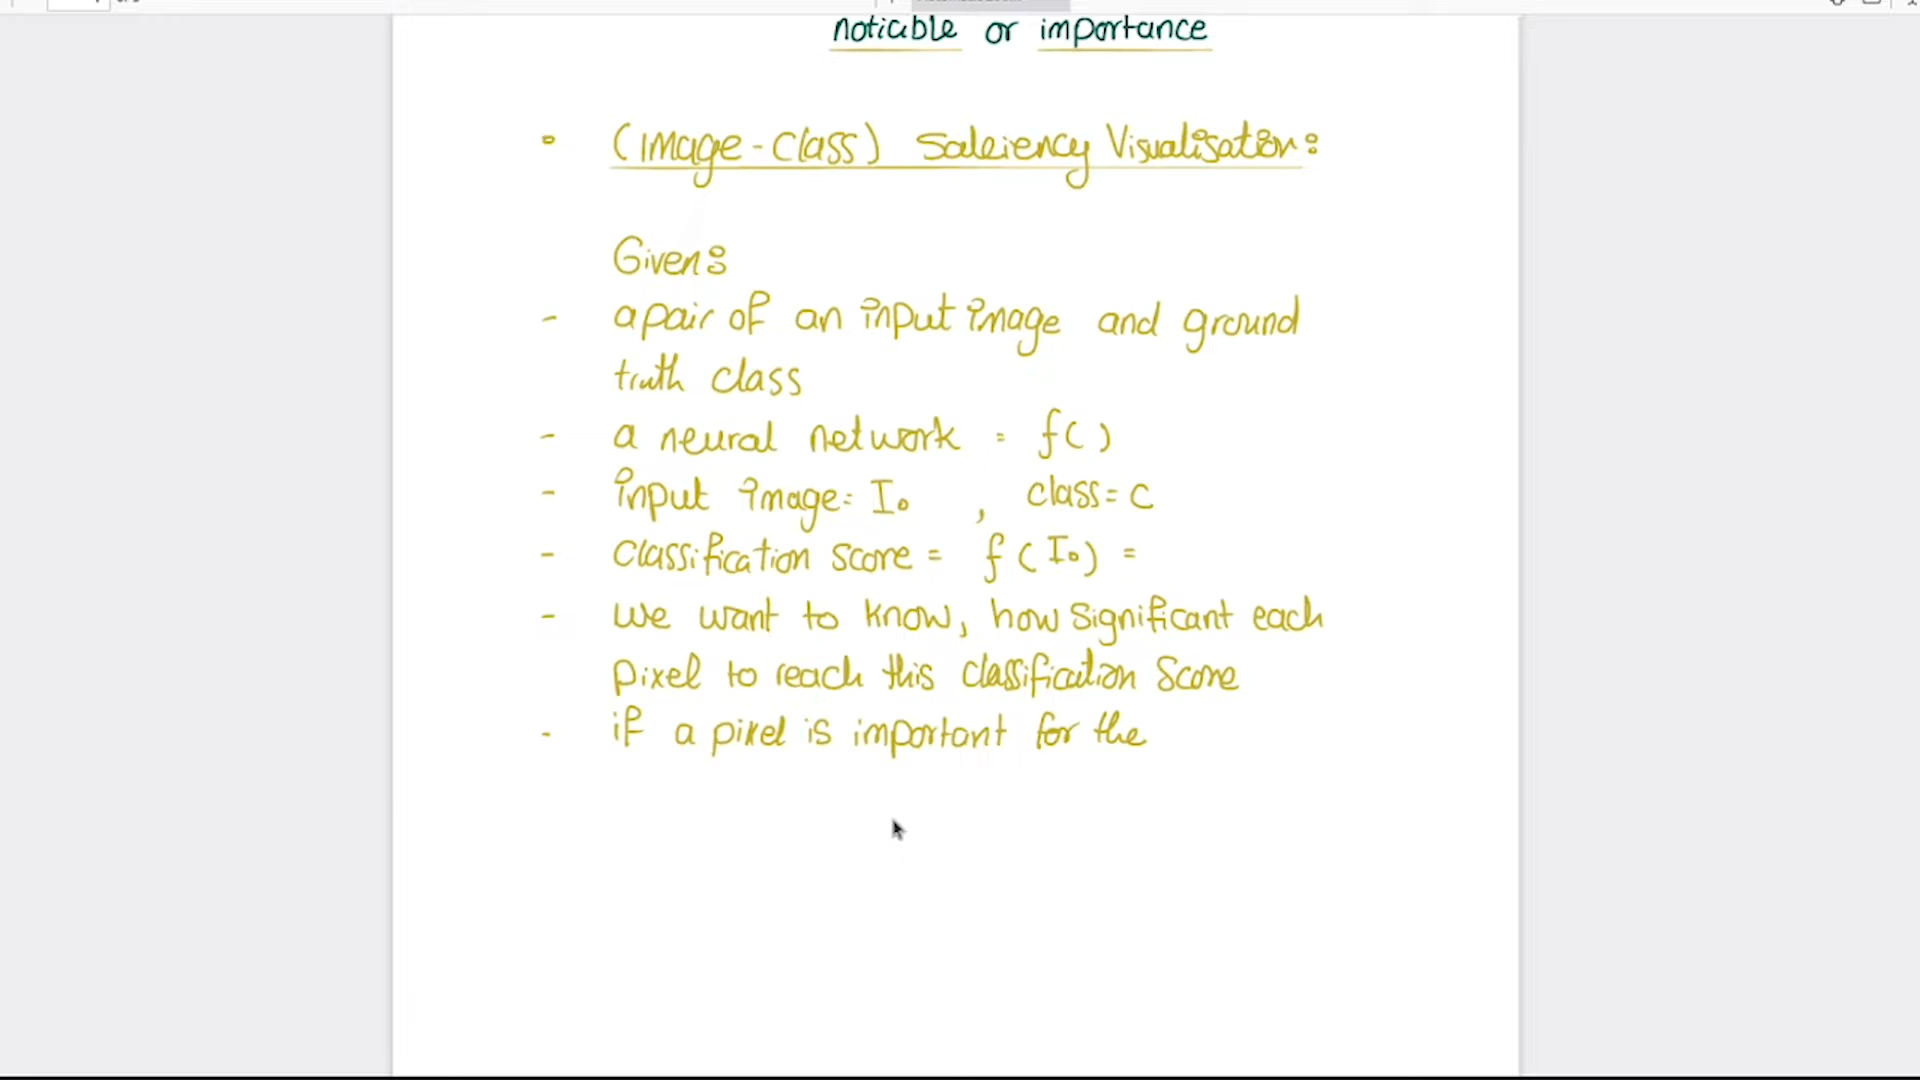 noticible or importance
◦ (Image-Class) Saleiency Visualisation:
Given:
- a pair of an input image and ground
truth class
- a neural network = f( )
- input image = I₀ , class = C
- Classification Score = f ( I₀ ) =
- we want to know, how significant each
pixel to reach this classification Score
- if a pixel is important for the